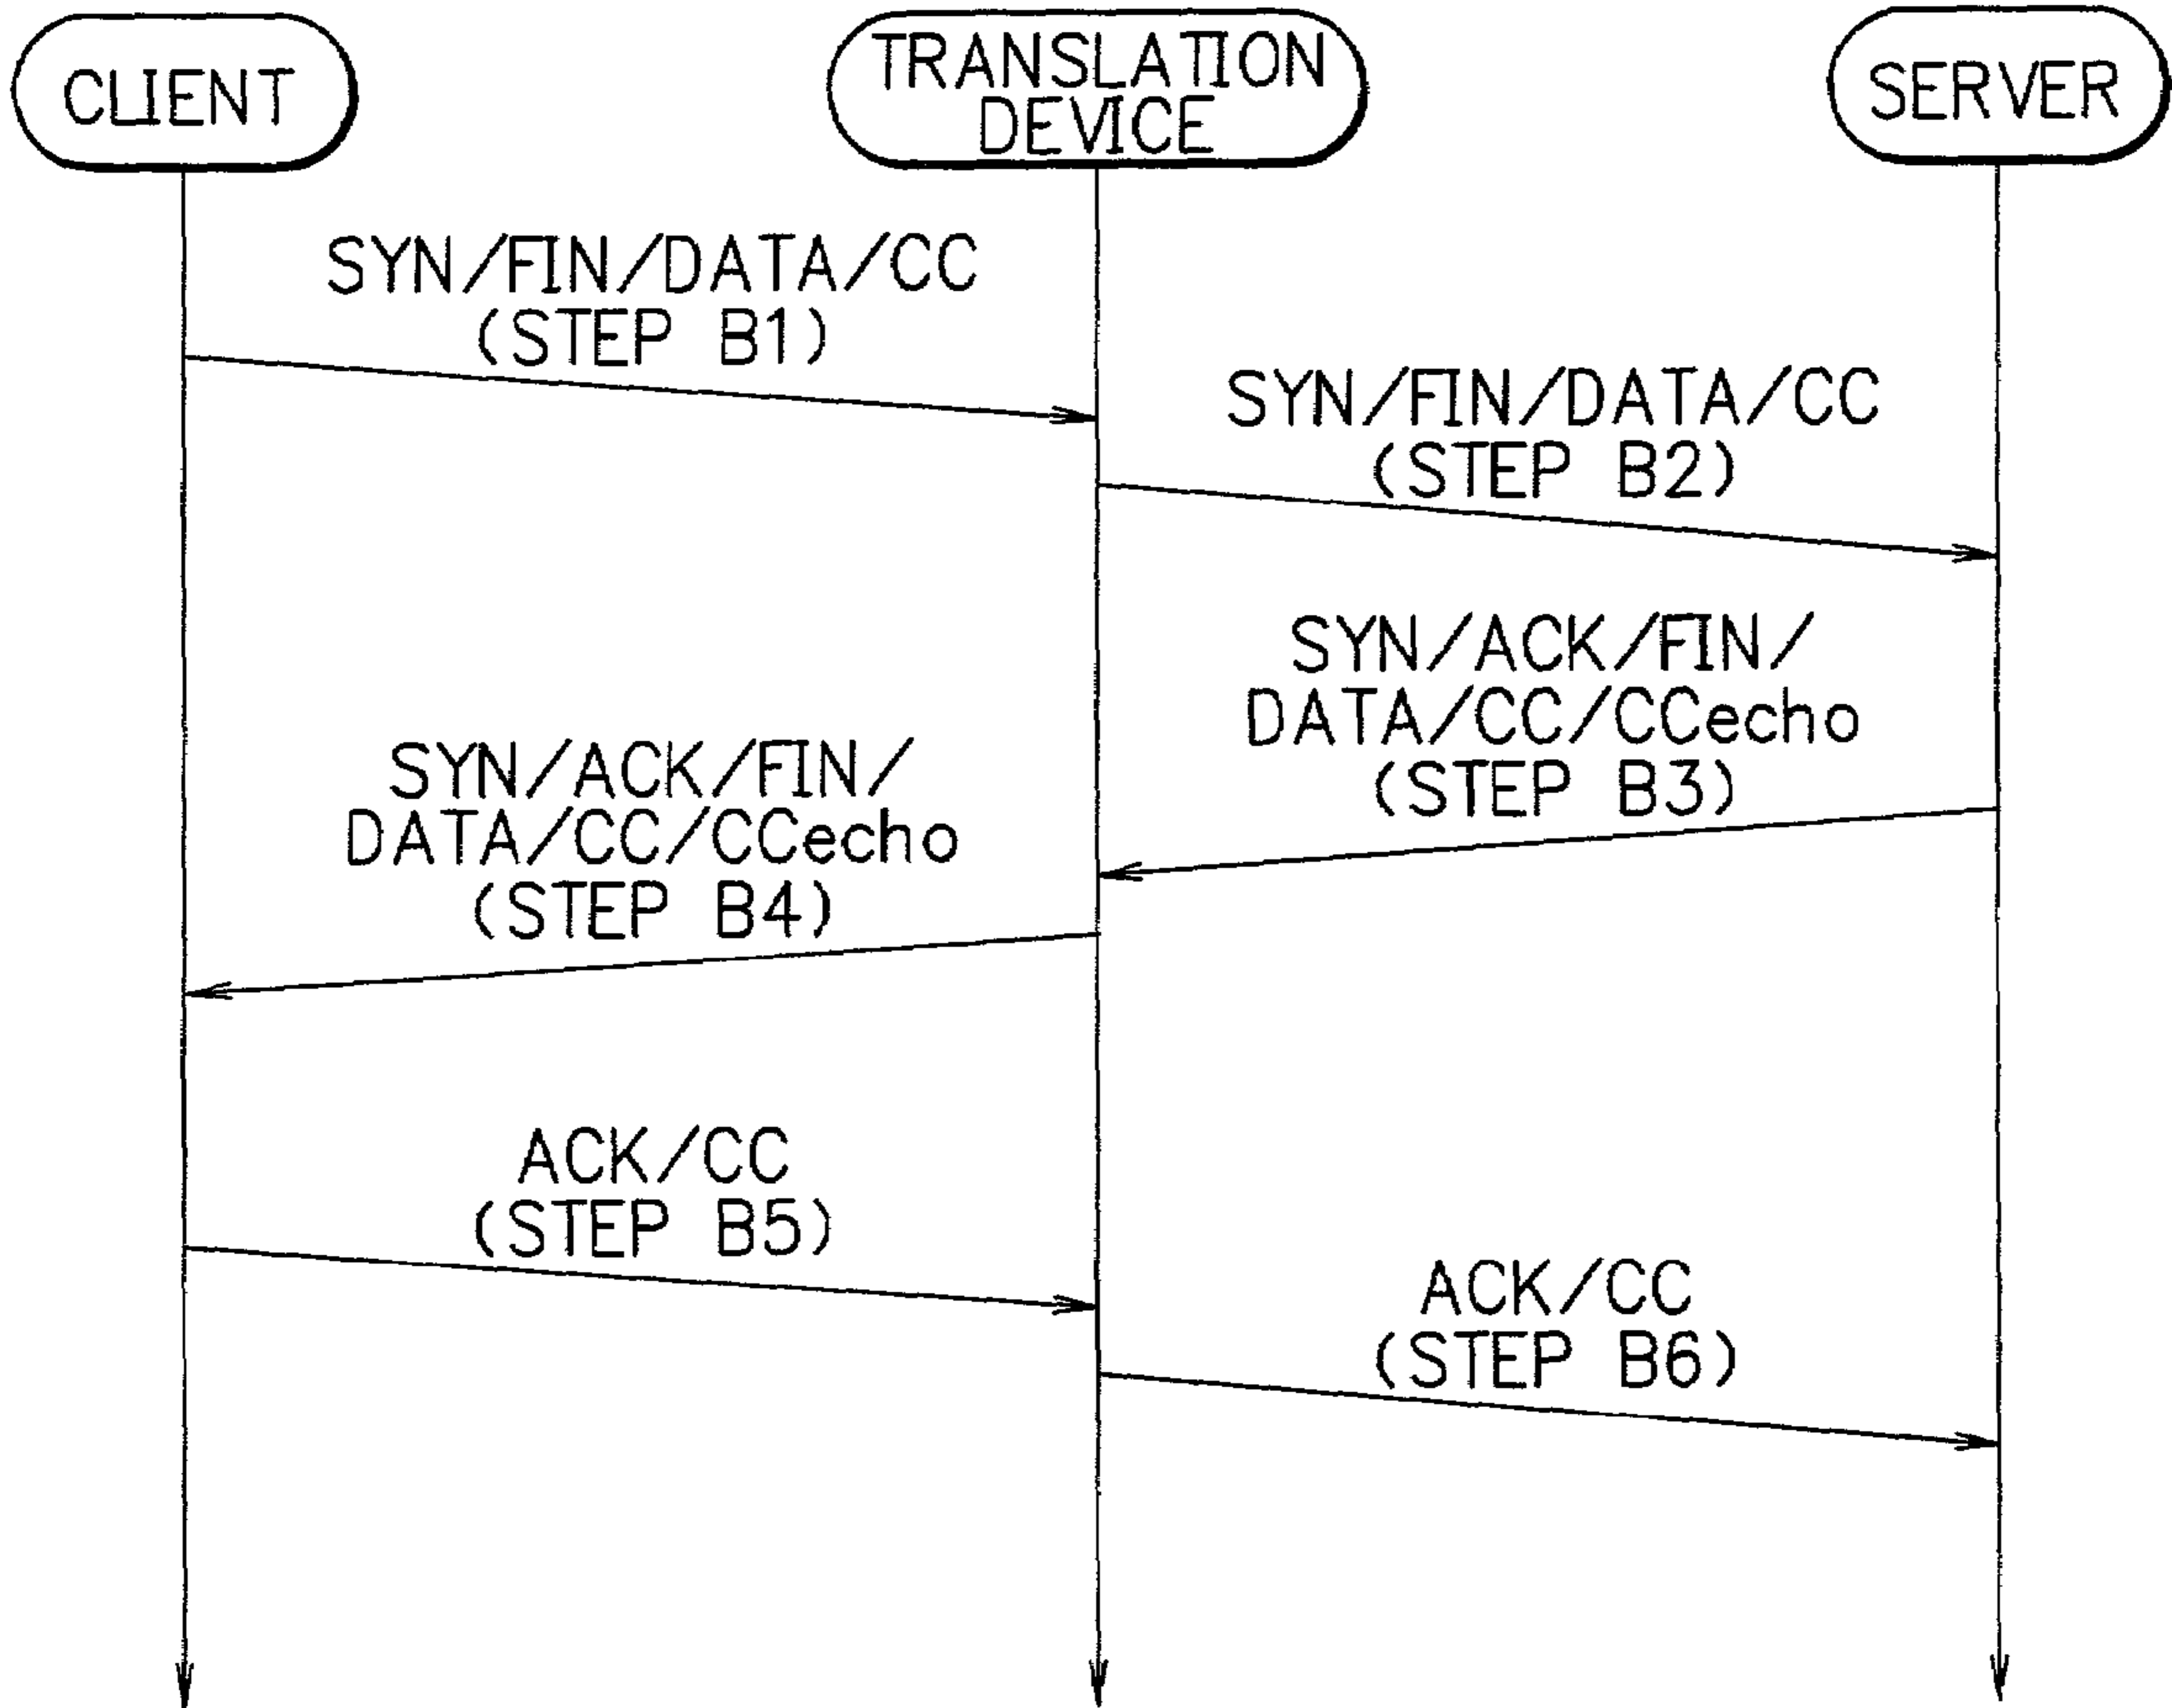 CLIENT
TRANSLATION
DEVICE
SERVER
SYN/FIN/DATA/CC
(STEP B1)
SYN/FIN/DATA/CC
(STEP B2)
SYN/ACK/FIN/
DATA/CC/CCecho
(STEP B3)
SYN/ACK/FIN/
DATA/CC/CCecho
(STEP B4)
ACK/CC
(STEP B5)
ACK/CC
(STEP B6)